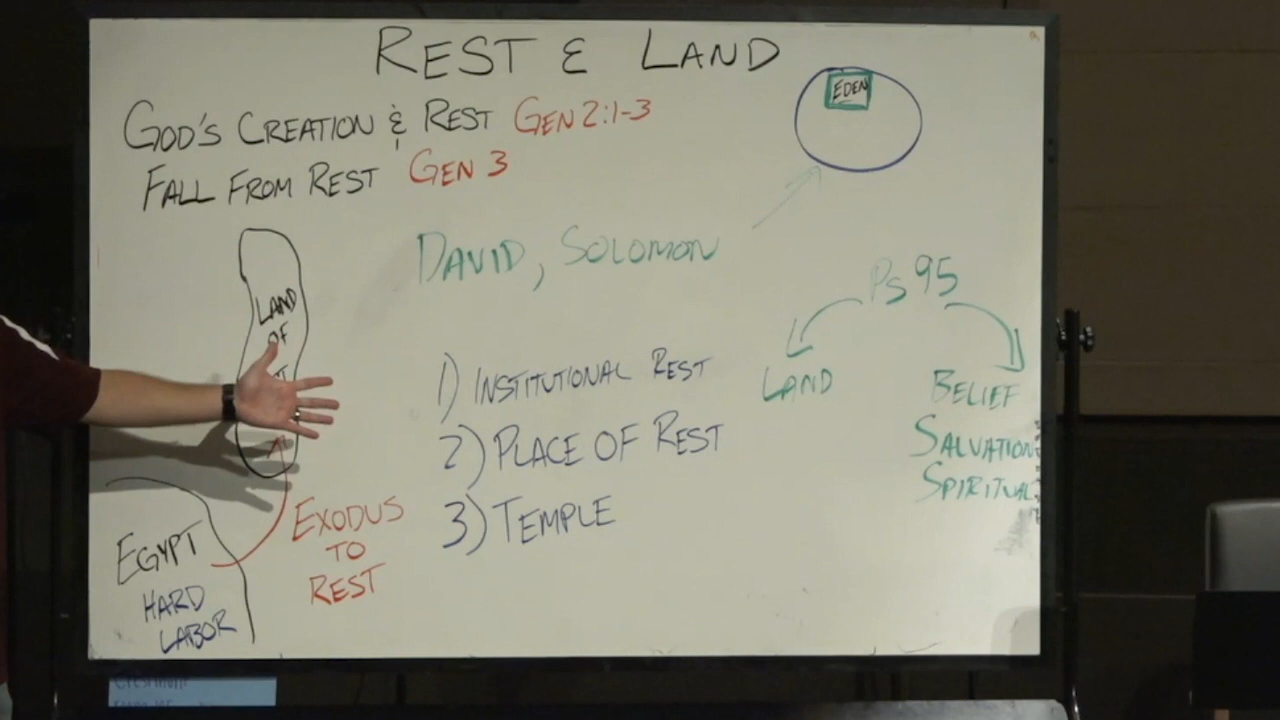 REST & LAND
EDEN
GOD'S CREATION & REST GEN 2:1-3
FALL FROM REST GEN 3
DAVID, SOLOMON
PS 95
LAND
OF
1) INSTITUTIONAL REST
LAND
BELIEF
2) PLACE OF REST
SALVATION
SPIRITUAL
3) TEMPLE
EXODUS
TO
REST
EGYPT
HARD
LABOR